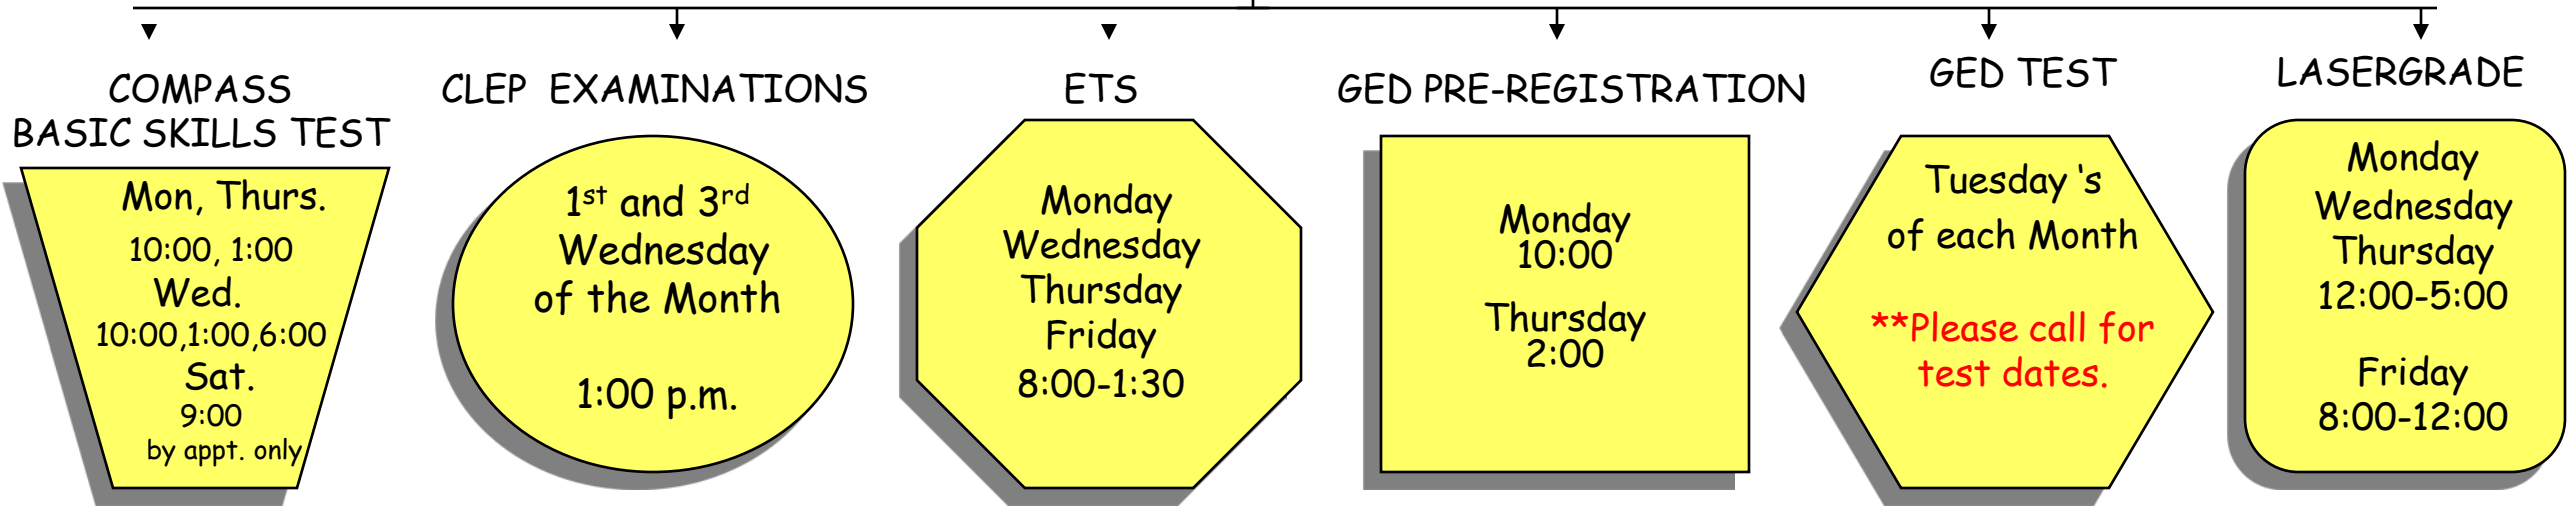 COMPASS
BASIC SKILLS TEST
Mon, Thurs.
10:00, 1:00
Wed.
10:00,1:00,6:00
Sat.
9:00
by appt. only
CLEP EXAMINATIONS
1st and 3rd
Wednesday
of the Month
1:00 p.m.
ETS
Monday
Wednesday
Thursday
Friday
8:00-1:30
GED PRE-REGISTRATION
Monday
10:00
Thursday
2:00
GED TEST
Tuesday ‘s
of each Month
**Please call for
test dates.
LASERGRADE
Monday
Wednesday
Thursday
12:00-5:00
Friday
8:00-12:00